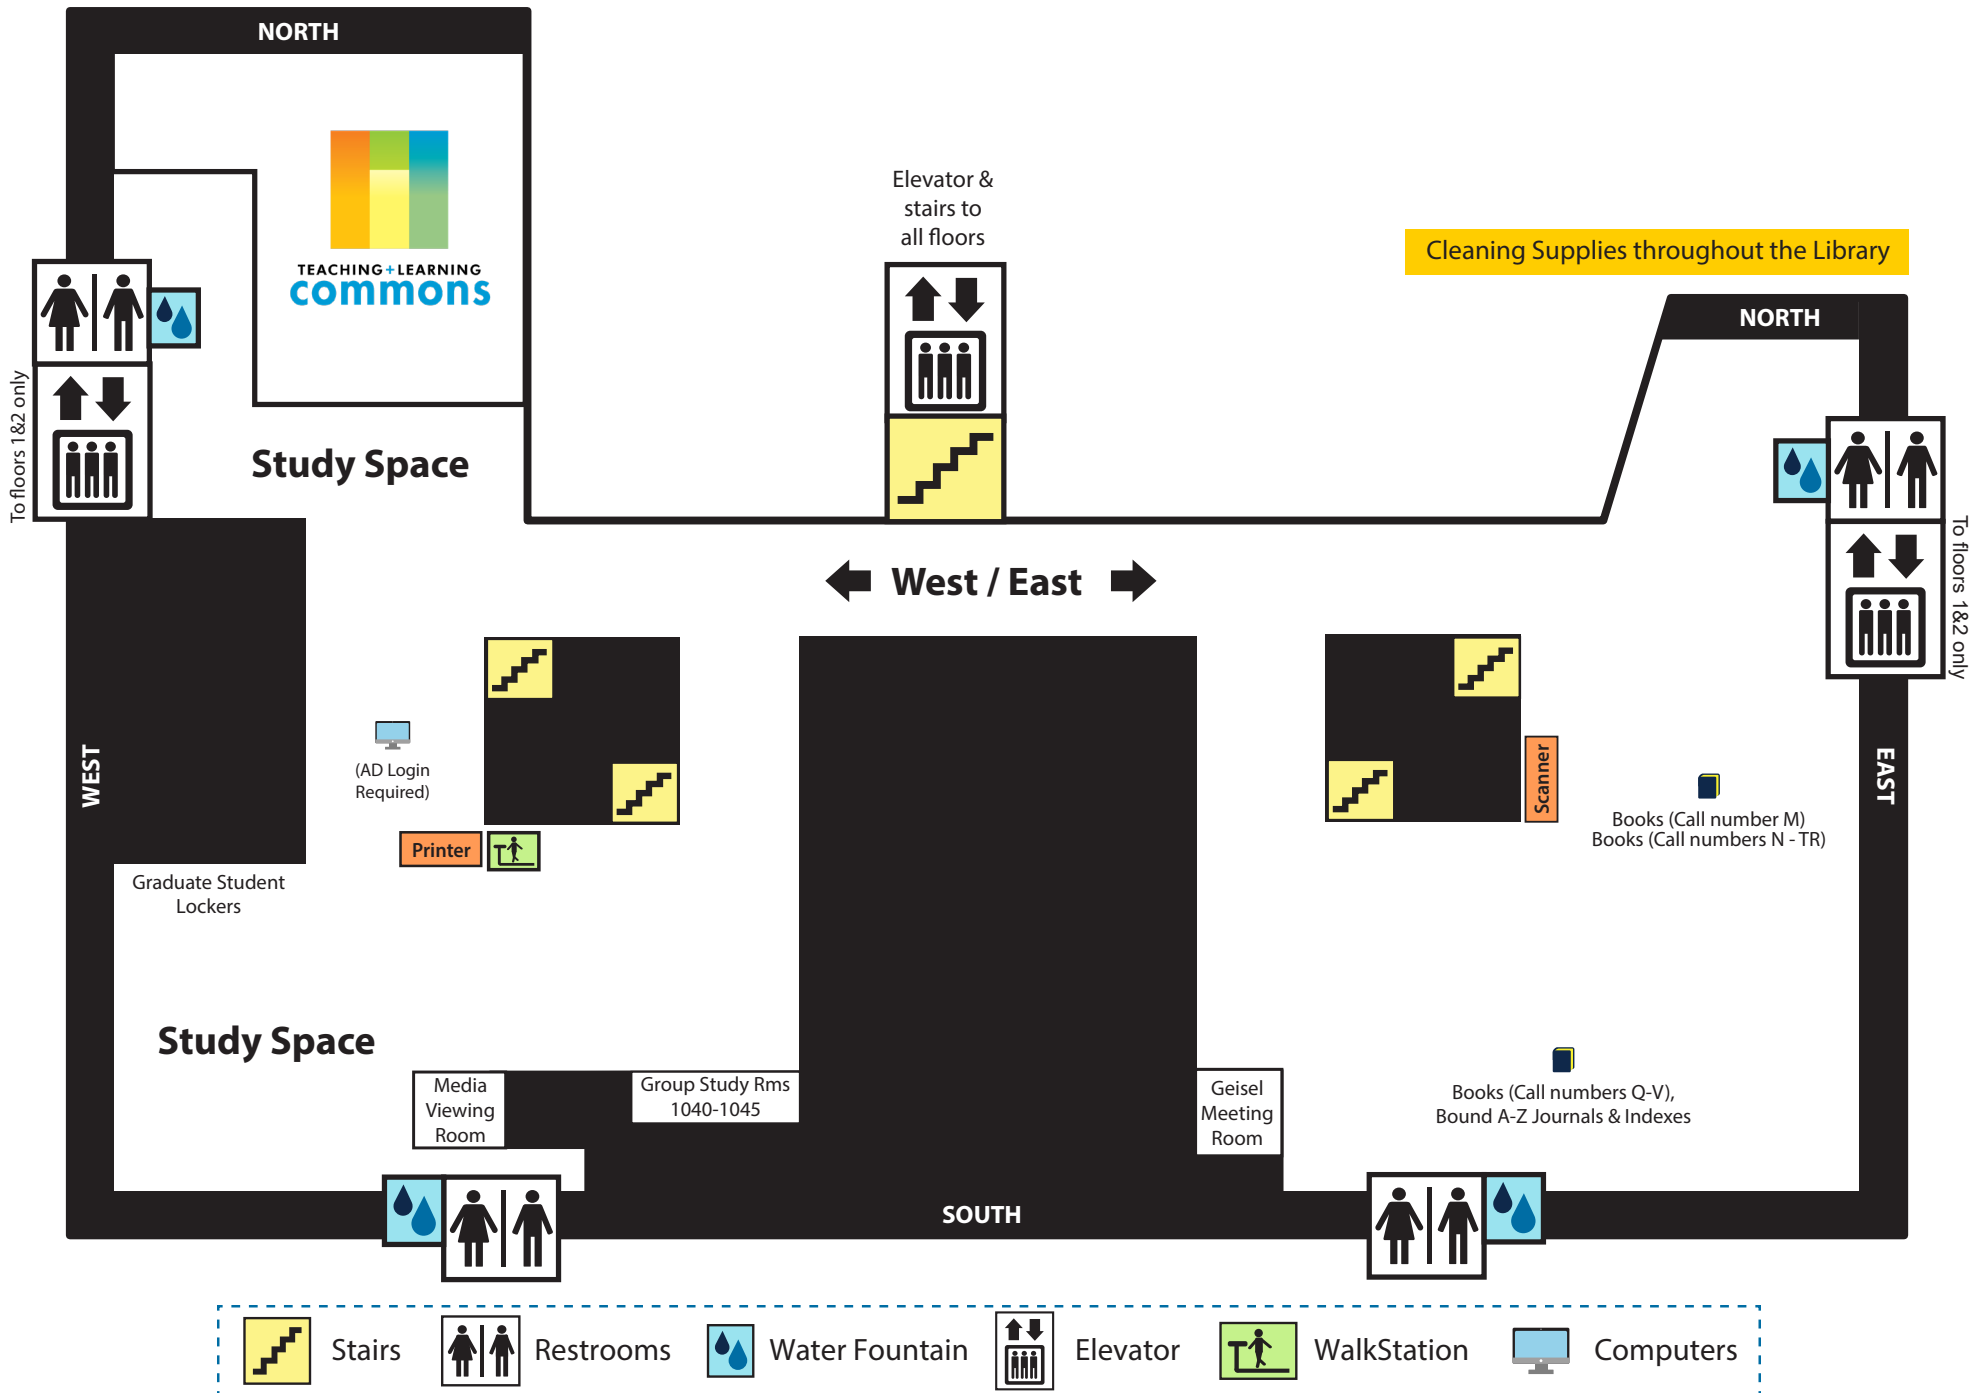 NORTH
TEACHING+LEARNING
commons
Elevator &
stairs to
all floors
Cleaning Supplies throughout the Library
NORTH
To floors 1&2 only
Study Space
To floors 1&2 only
West / East
WEST
(AD Login
Required)
Printer
Scanner
EAST
Books (Call number M)
Books (Call numbers N - TR)
Graduate Student
Lockers
Study Space
Media
Viewing
Room
Group Study Rms
1040-1045
Geisel
Meeting
Room
Books (Call numbers Q-V),
Bound A-Z Journals & Indexes
SOUTH
Stairs
Restrooms
Water Fountain
Elevator
WalkStation
Computers